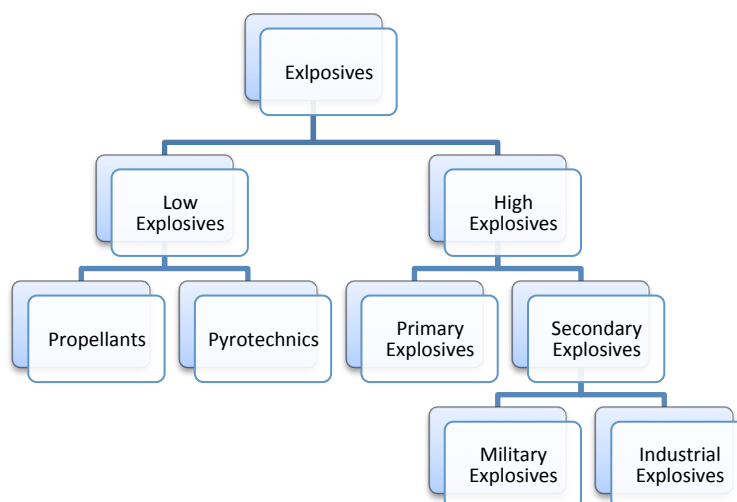 Exlposives
Low
Explosives
High
Explosives
Propellants
Pyrotechnics
Primary
Explosives
Secondary
Explosives
Military
Explosives
Industrial
Explosives